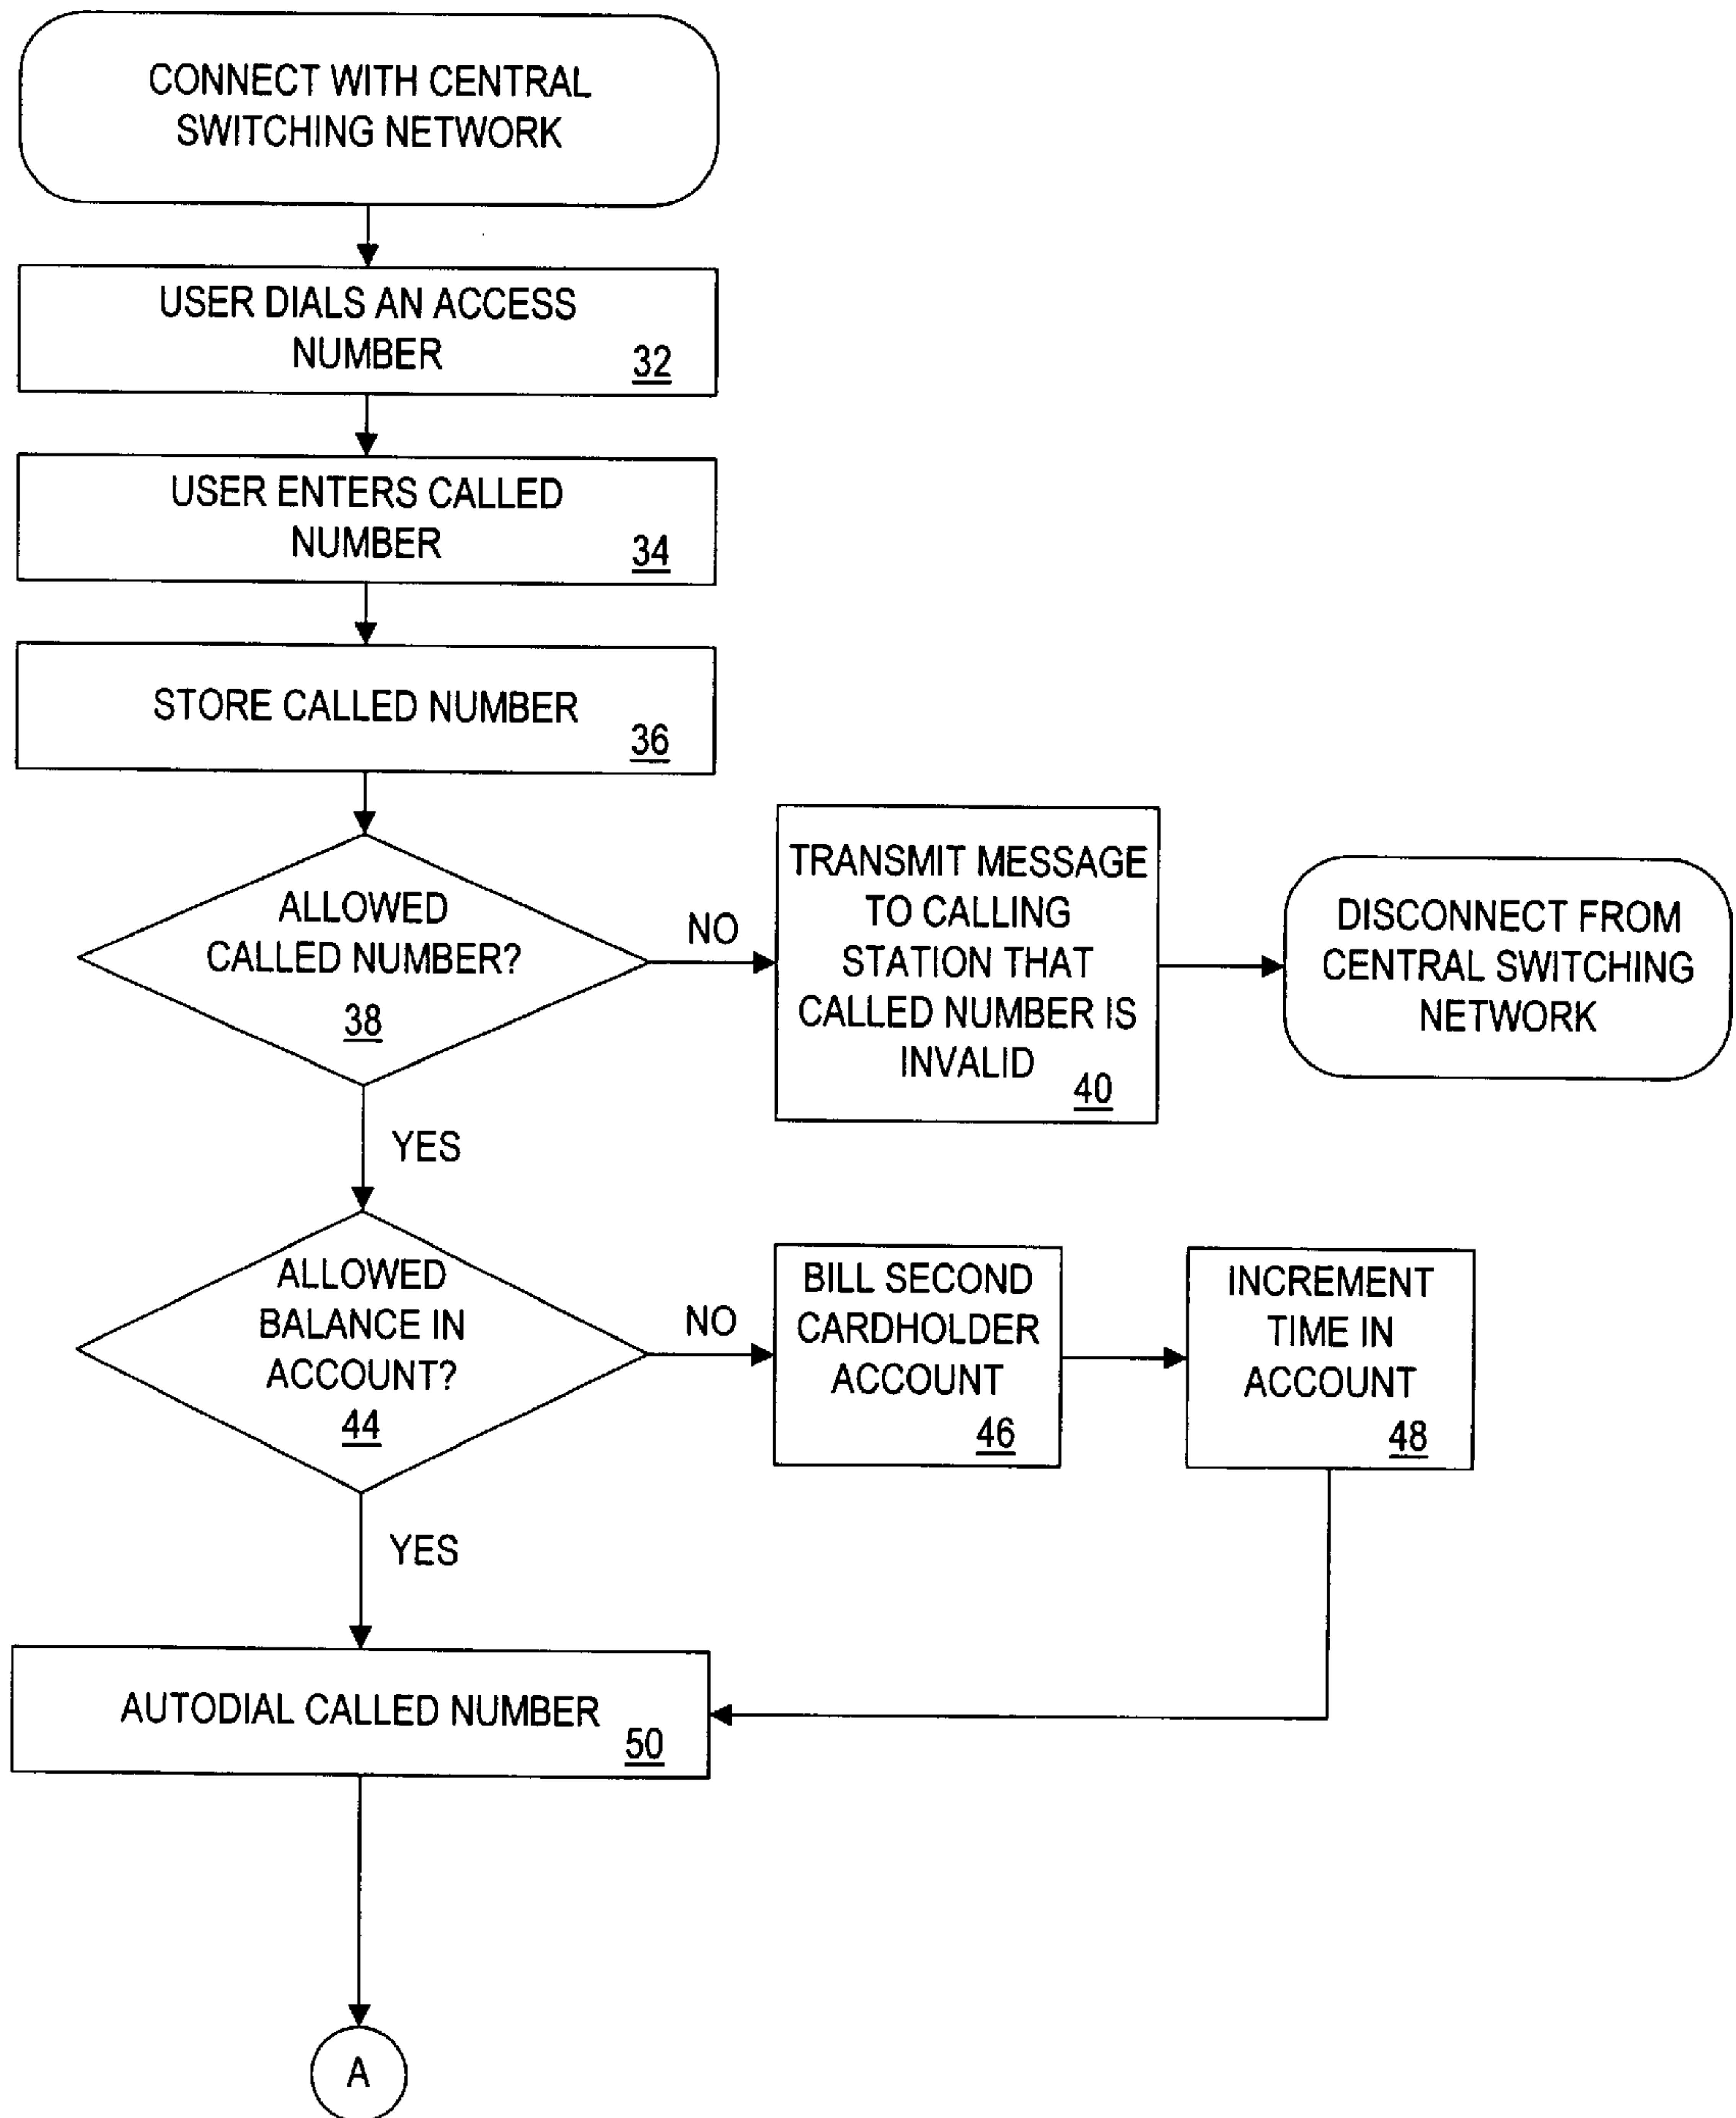 CONNECT WITH CENTRAL
SWITCHING NETWORK
USER DIALS AN ACCESS
NUMBER
32
USER ENTERS CALLED
NUMBER
34
STORE CALLED NUMBER
36
ALLOWED
CALLED NUMBER?
38
NO
TRANSMIT MESSAGE
TO CALLING
STATION THAT
CALLED NUMBER IS
INVALID
40
DISCONNECT FROM
CENTRAL SWITCHING
NETWORK
YES
ALLOWED
BALANCE IN
ACCOUNT?
44
NO
BILL SECOND
CARDHOLDER
ACCOUNT
46
INCREMENT
TIME IN
ACCOUNT
48
YES
AUTODIAL CALLED NUMBER
50
A